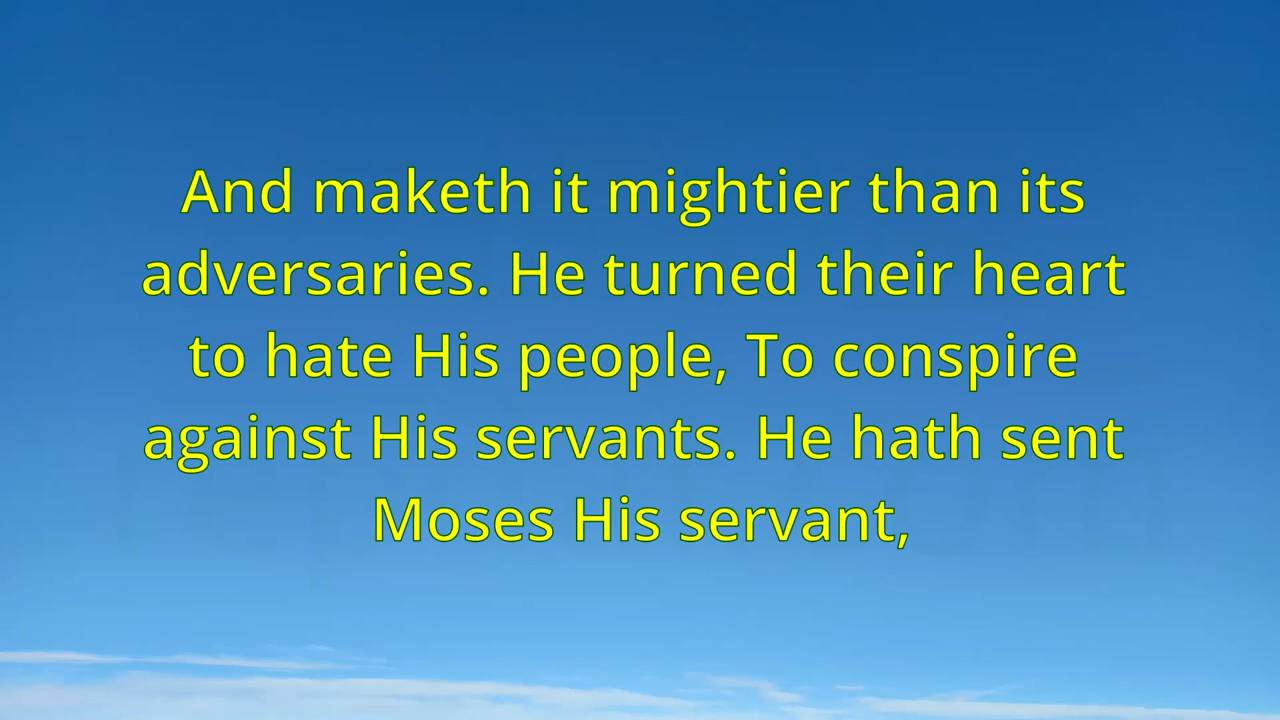 And maketh it mightier than its
adversaries. He turned their heart
to hate His people, To conspire
against His servants. He hath sent
Moses His servant,